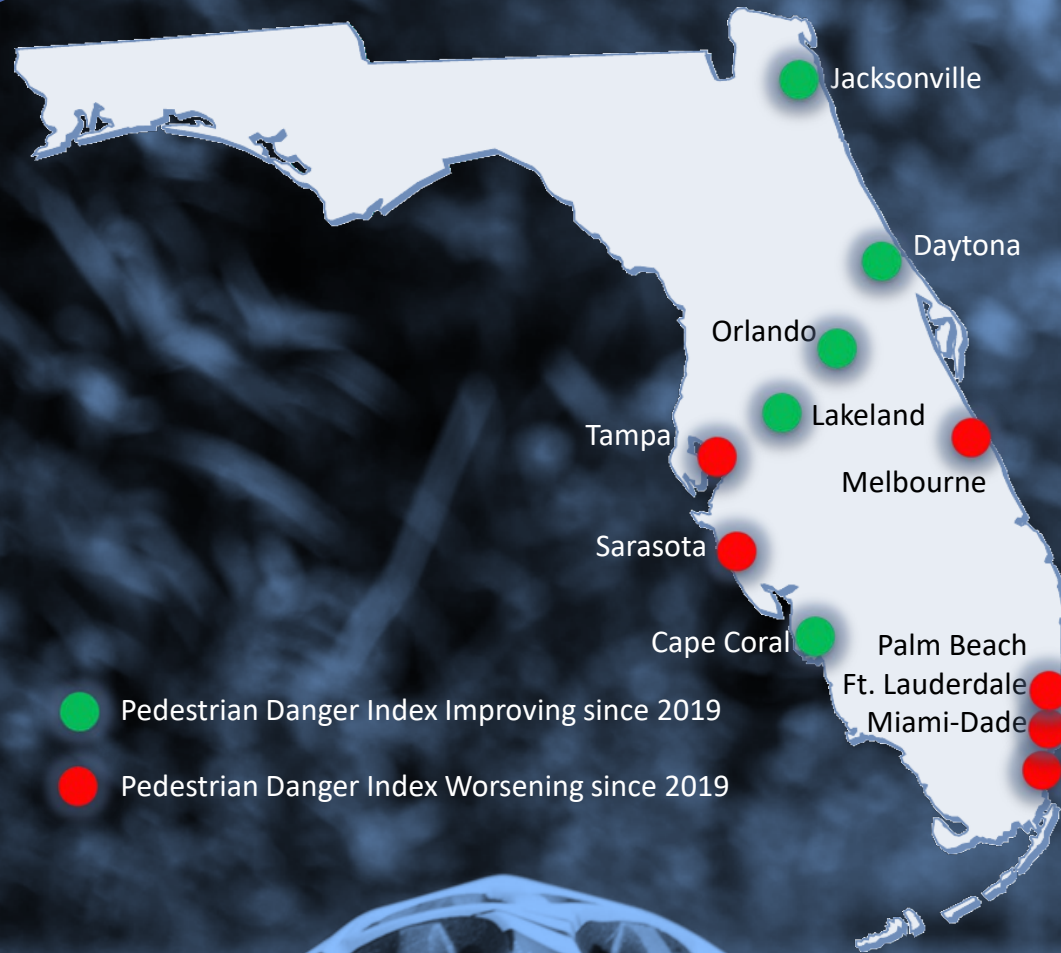 Jacksonville
Daytona
Orlando
Lakeland
Tampa
Melbourne
Sarasota
Cape Coral
Palm Beach
Ft. Lauderdale
Miami-Dade
Pedestrian Danger Index Improving since 2019
Pedestrian Danger Index Worsening since 2019